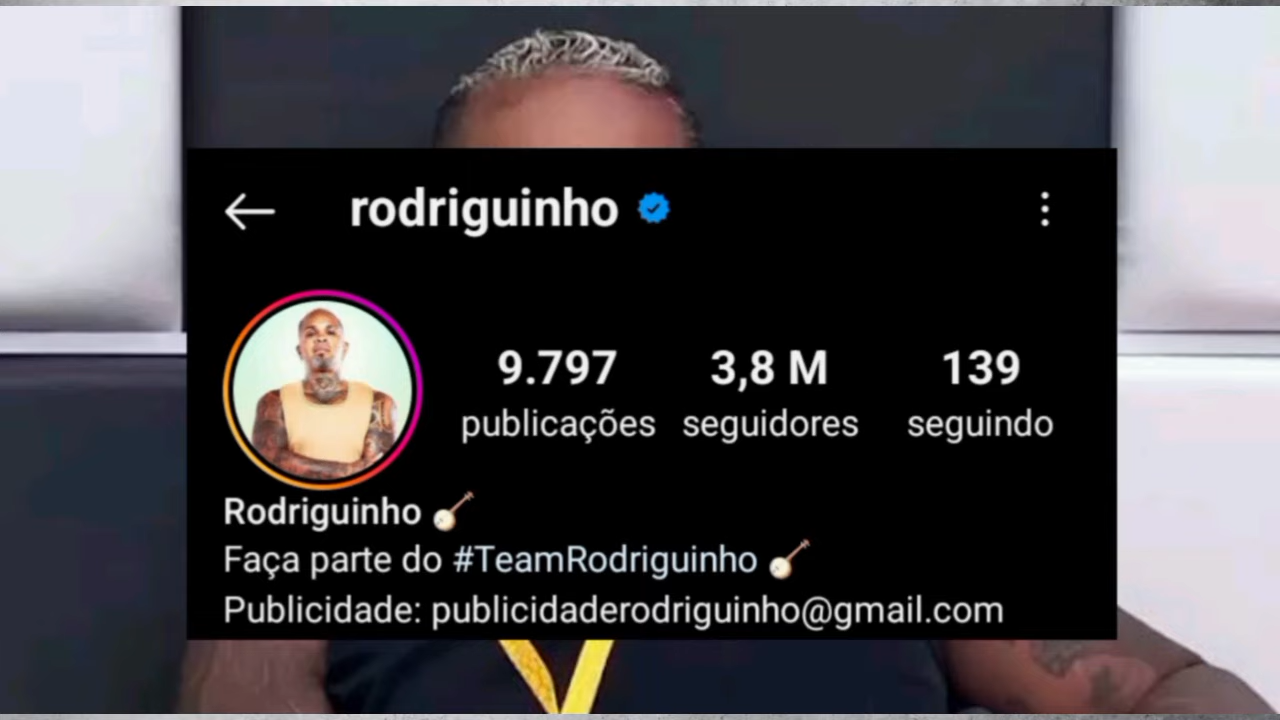 rodriguinho
9.797 3,8 M 139
publicações seguidores seguindo
Rodriguinho 🪕
Faça parte do #TeamRodriguinho 🪕
Publicidade: publicidaderodriguinho@gmail.com